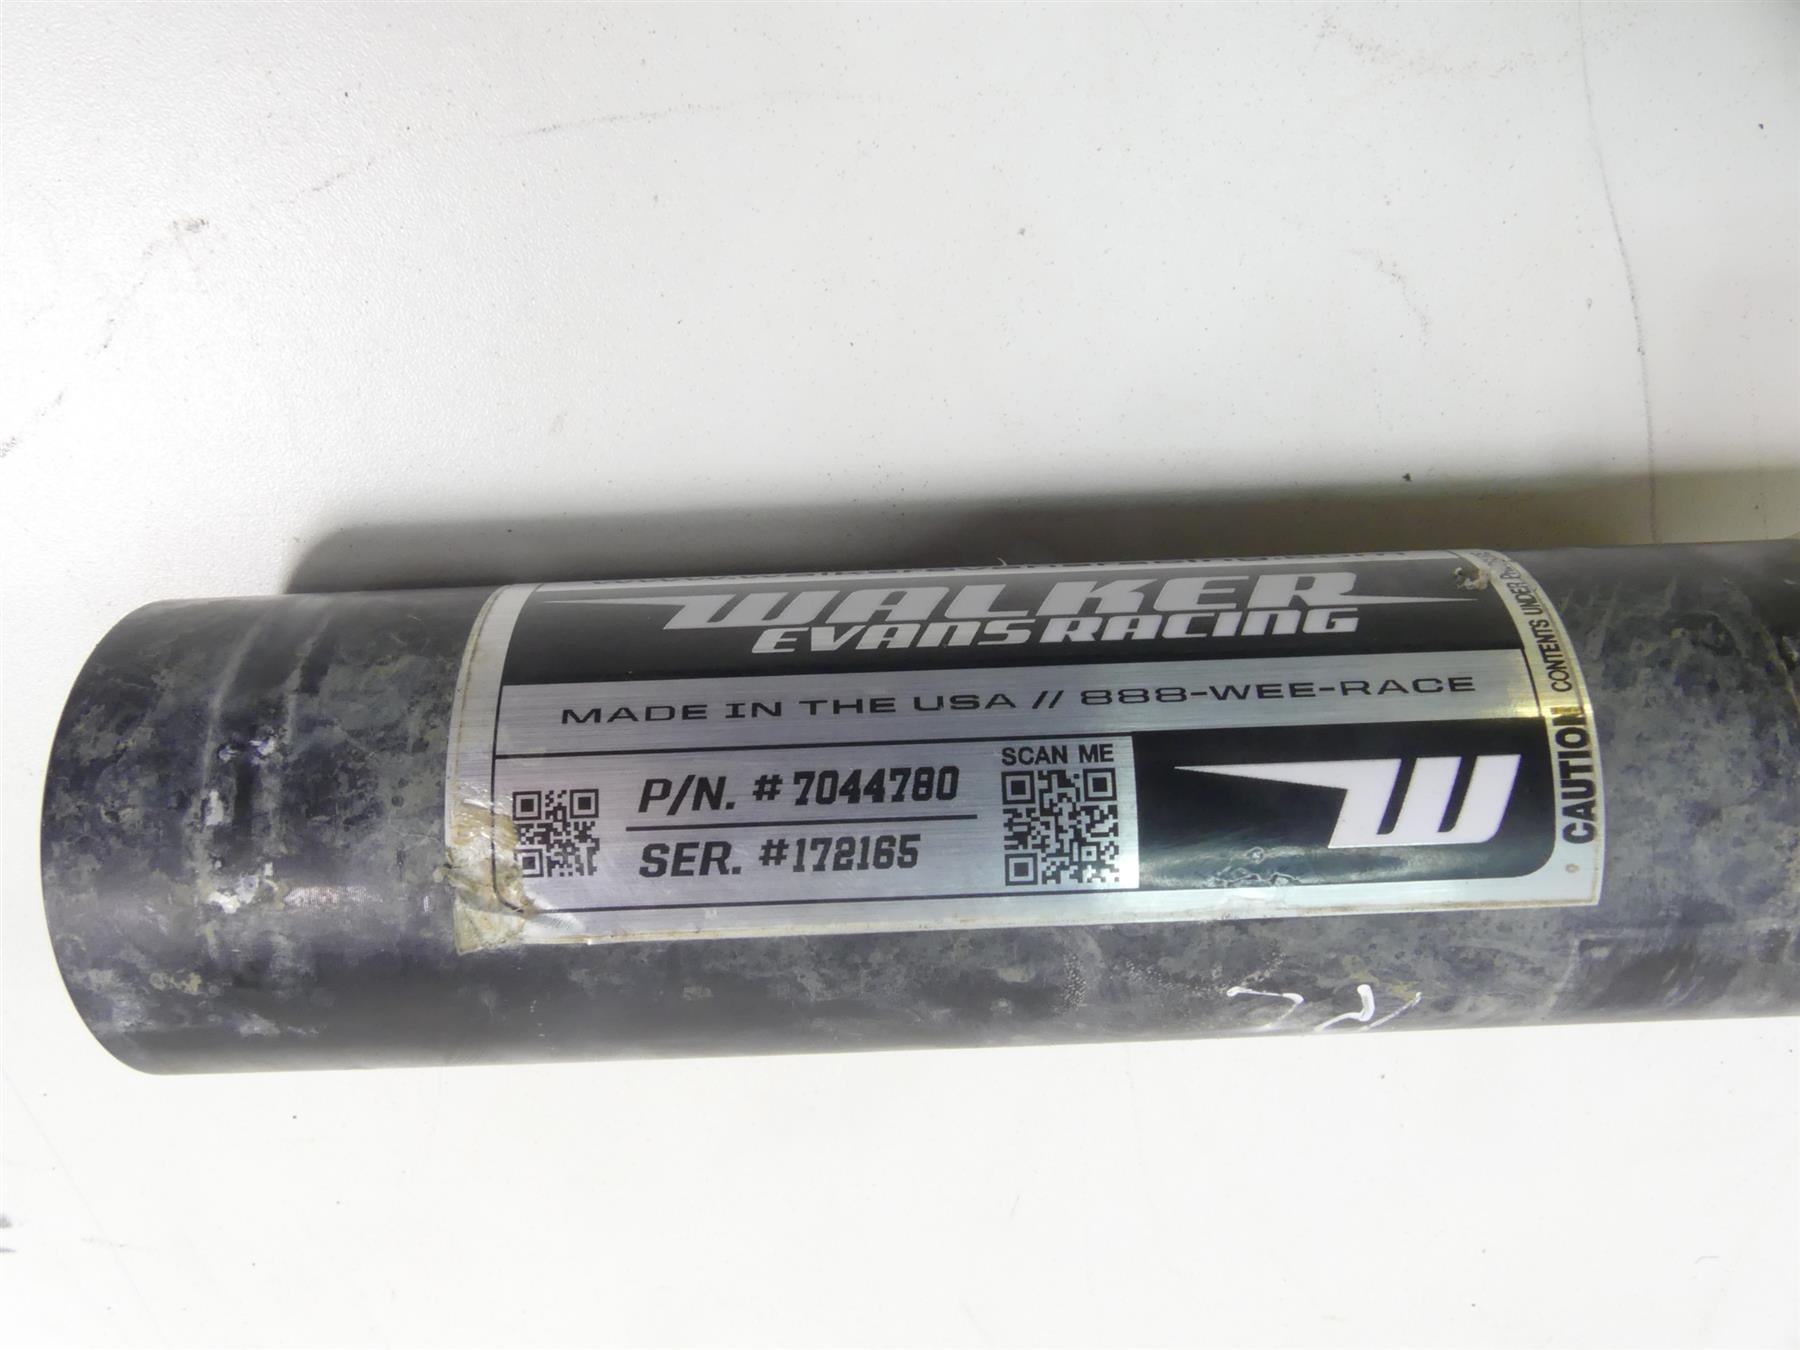 WALKER
EVANS RACING
MADE IN THE USA // 888-WEE-RACE
P/N. # 7044780
SER. #172165
SCAN ME
W
CAUTION CONTENTS UNDER